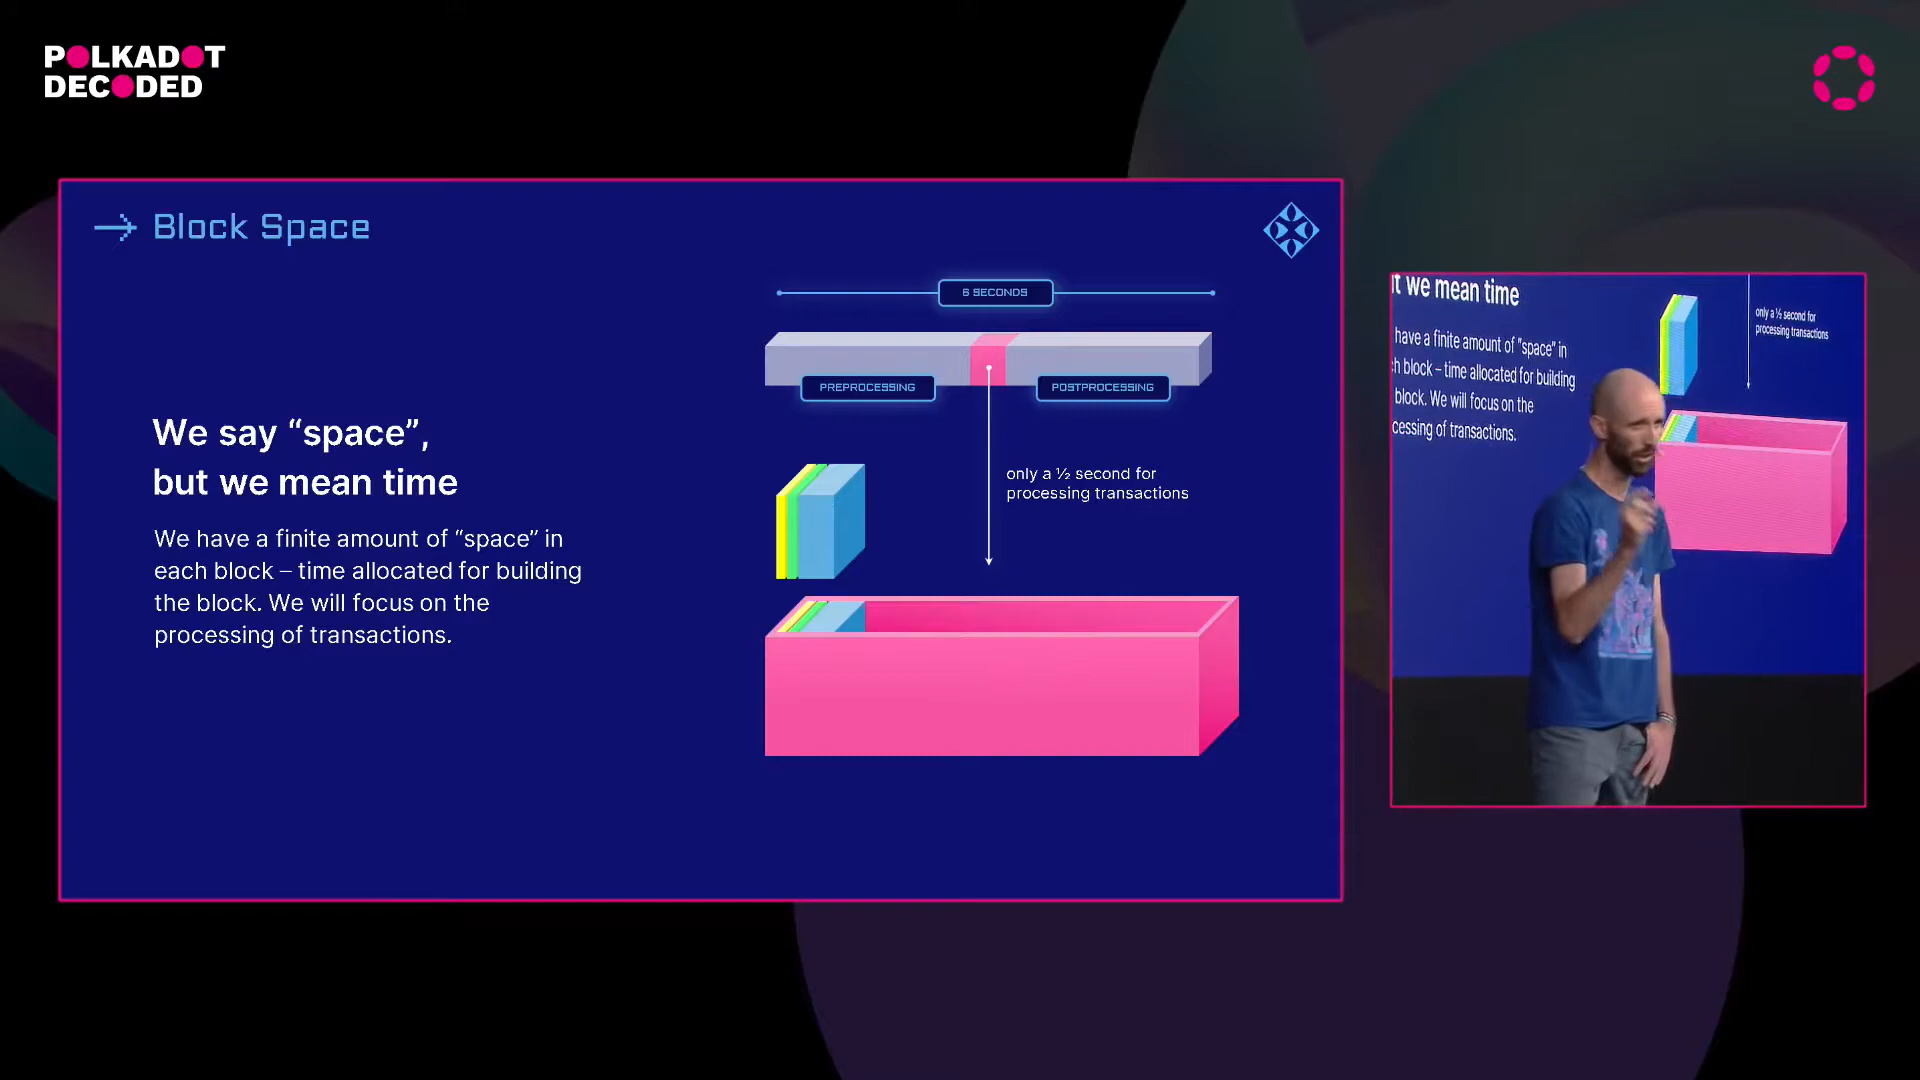 POLKADOT
DECODED
Block Space
6 SECONDS
PREPROCESSING
POSTPROCESSING
We say “space”,
but we mean time
only a ½ second for
processing transactions
We have a finite amount of “space” in
each block – time allocated for building
the block. We will focus on the
processing of transactions.
it we mean time
have a finite amount of "space" in
h block – time allocated for building
block. We will focus on the
cessing of transactions.
only a ½ second for
processing transactions